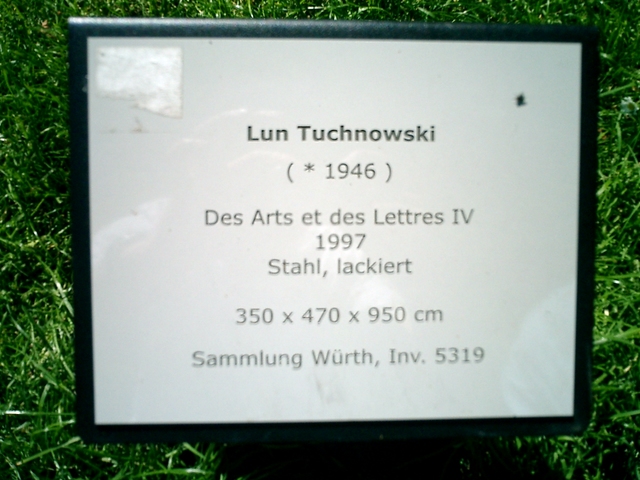 Lun Tuchnowski
( * 1946 )
Des Arts et des Lettres IV
1997
Stahl, lackiert
350 x 470 x 950 cm
Sammlung Würth, Inv. 5319